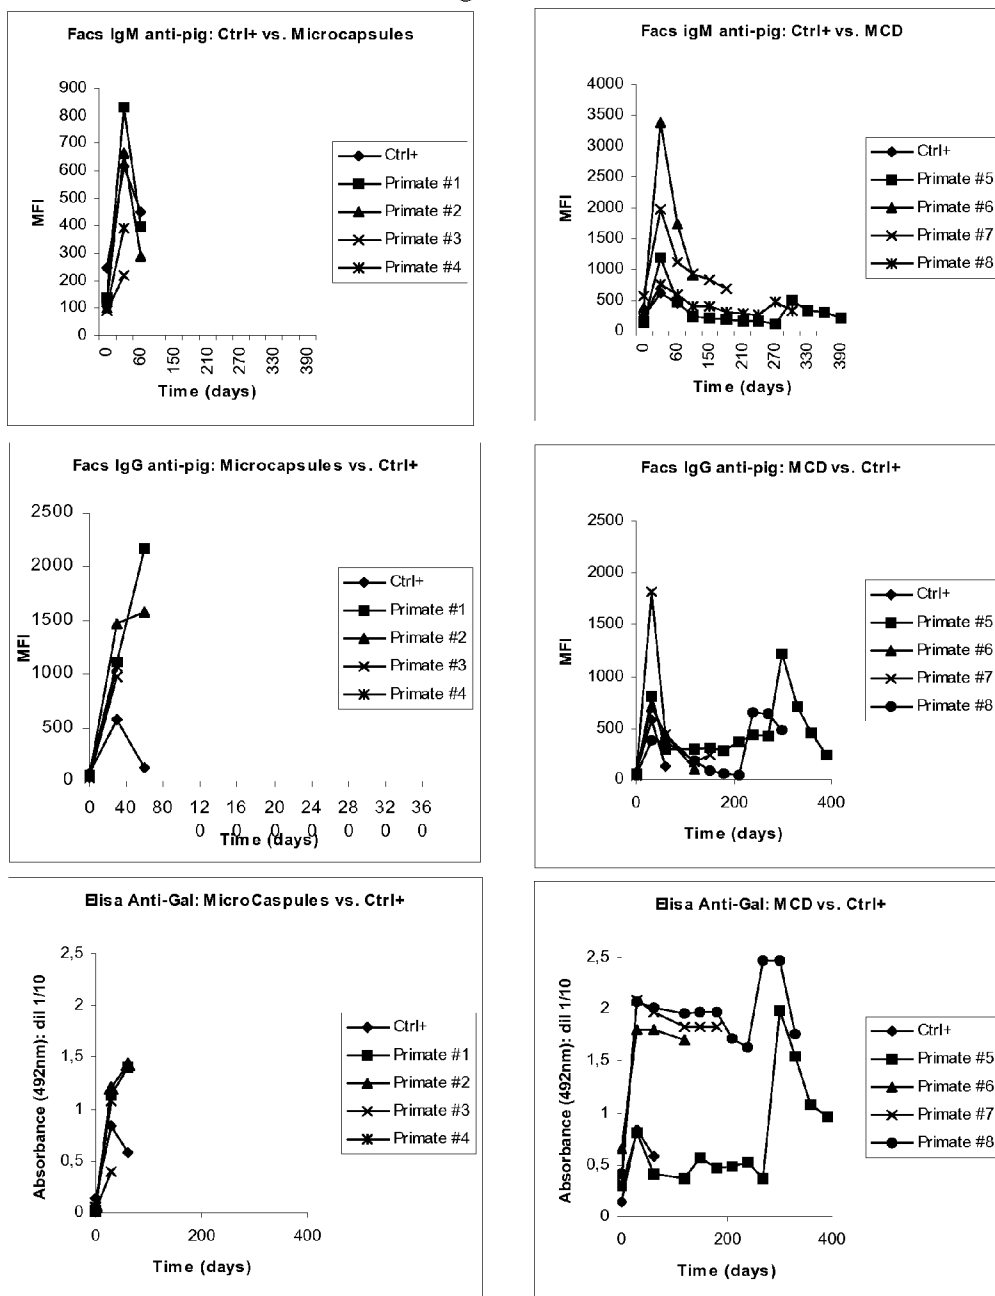 Facs IgM anti-pig: Ctrl+ vs. Microcapsules
900
800
700
600
500
400
300
200
100
0
MFI
0
60
150
210
270
330
390
Time (days)
Ctrl+
Primate #1
Primate #2
Primate #3
Primate #4
Facs igM anti-pig: Ctrl+ vs. MCD
4000
3500
3000
2500
2000
1500
1000
500
0
MFI
0
60
150
210
270
330
390
Time (days)
Ctrl+
Primate #5
Primate #6
Primate #7
Primate #8
Facs IgG anti-pig: Microcapsules vs. Ctrl+
2500
2000
1500
1000
500
0
MFI
0 40 80 12 16 20 24 28 32 36
0 0 0 0 0 0 0
Time (days)
Ctrl+
Primate #1
Primate #2
Primate #3
Primate #4
Facs IgG anti-pig: MCD vs. Ctrl+
2500
2000
1500
1000
500
0
MFI
0 200 400
Time (days)
Ctrl+
Primate #5
Primate #6
Primate #7
Primate #8
Elisa Anti-Gal: MicroCaspules vs. Ctrl+
2,5
2
1,5
1
0,5
0
Absorbance (492nm): dil 1/10
0 200 400
Time (days)
Ctrl+
Primate #1
Primate #2
Primate #3
Primate #4
Elisa Anti-Gal: MCD vs. Ctrl+
2,5
2
1,5
1
0,5
0
Absorbance (492nm): dil 1/10
0 200 400
Time (days)
Ctrl+
Primate #5
Primate #6
Primate #7
Primate #8